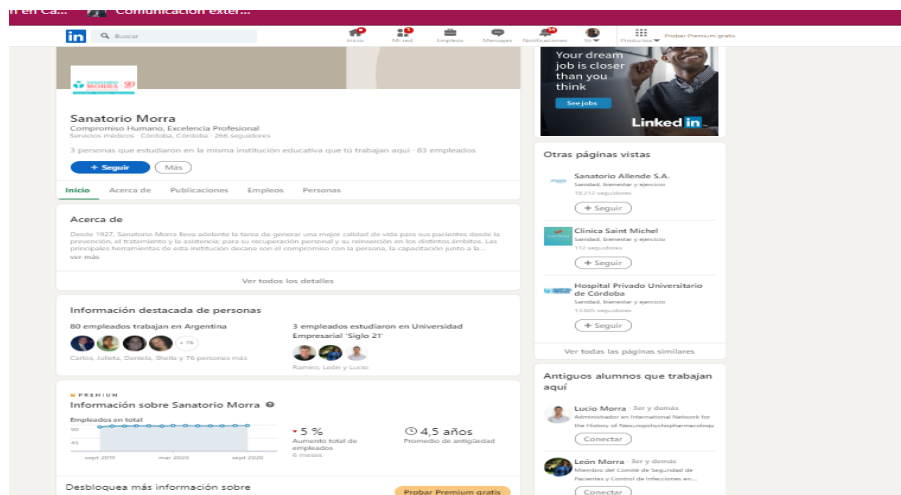 Comunicación exter...
Buscar
Inicio
Mi red
Empleos
Mensajes
Notificaciones
Yo
Productos
Probar Premium gratis
SANATORIO
MORRA
Sanatorio Morra
Compromiso Humano, Excelencia Profesional
Servicios médicos · Córdoba, Córdoba · 266 seguidores
3 personas que estudiaron en la misma institución educativa que tú trabajan aquí · 83 empleados
+ Seguir
Más
Inicio Acerca de Publicaciones Empleos Personas
Acerca de
Desde 1927, Sanatorio Morra lleva adelante la tarea de generar una mejor calidad de vida para sus pacientes desde la
prevención, el tratamiento y la asistencia; para su recuperación personal y su reinserción en los distintos ámbitos. Las
principales herramientas de esta institución decana son el compromiso con la persona, la capacitación junto a la...
ver más
Ver todos los detalles
Información destacada de personas
80 empleados trabajan en Argentina
+ 76
Carlos, Julieta, Daniela, Sheila y 76 personas más
3 empleados estudiaron en Universidad
Empresarial 'Siglo 21'
Ramiro, León y Lucio
PREMIUM
Información sobre Sanatorio Morra
Empleados en total
90
45
sept 2019 mar 2020 sept 2020
5 %
Aumento total de
empleados
6 meses
4,5 años
Promedio de antigüedad
Desbloquea más información sobre
Probar Premium gratis
Your dream
job is closer
than you
think
See jobs
Linked in
Otras páginas vistas
Sanatorio Allende S.A.
Sanidad, bienestar y ejercicio
18.212 seguidores
+ Seguir
Clinica Saint Michel
Sanidad, bienestar y ejercicio
112 seguidores
+ Seguir
Hospital Privado Universitario
de Córdoba
Sanidad, bienestar y ejercicio
13.605 seguidores
+ Seguir
Ver todas las páginas similares
Antiguos alumnos que trabajan
aquí
Lucio Morra · 3er y demás
Administrador en International Network for
the History of Neuropsychopharmacology
Conectar
León Morra · 3er y demás
Miembro del Comité de Seguridad de
Pacientes y Control de Infecciones en...
Conectar